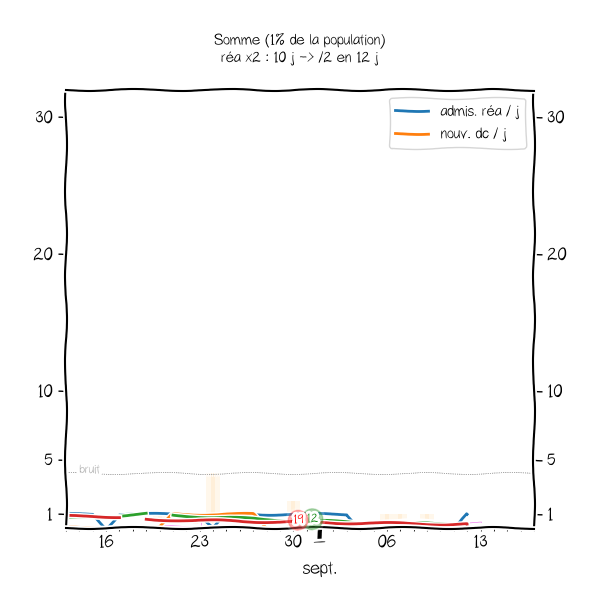 Somme (1% de la population)
réa x2 : 10 j -> /2 en 12 j
admis. réa / j
nouv. dc / j
30
30
20
20
10
10
5
5
bruit
1
1
19
12
16
23
30
06
13
sept.